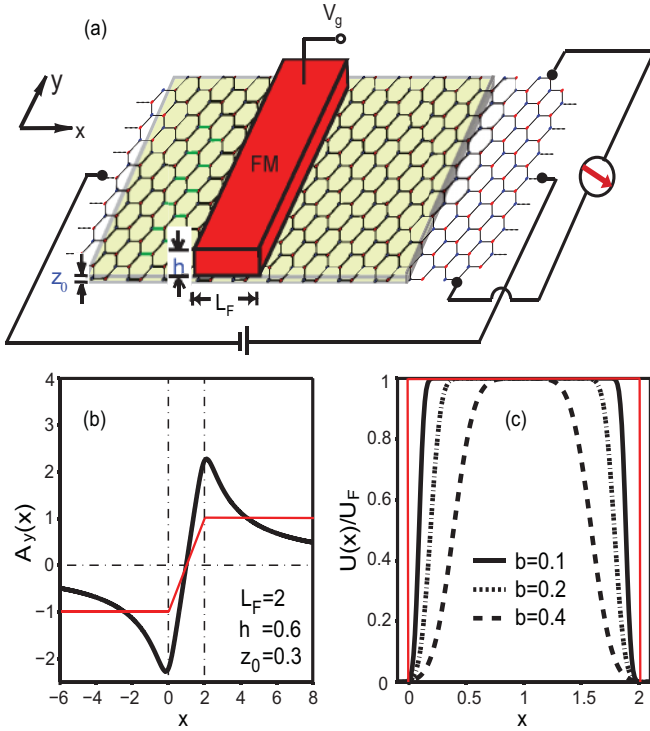 (a)
V_g
y
x
FM
h
z_0
L_F
(b)
A_y(x)
4
3
2
1
0
−1
−2
L_F=2
h =0.6
z_0=0.3
−6 −4 −2 0 2 4 6 8
x
(c)
U(x)/U_F
1
0.8
0.6
0.4
0.2
0
b=0.1
b=0.2
b=0.4
0 0.5 1 1.5 2
x